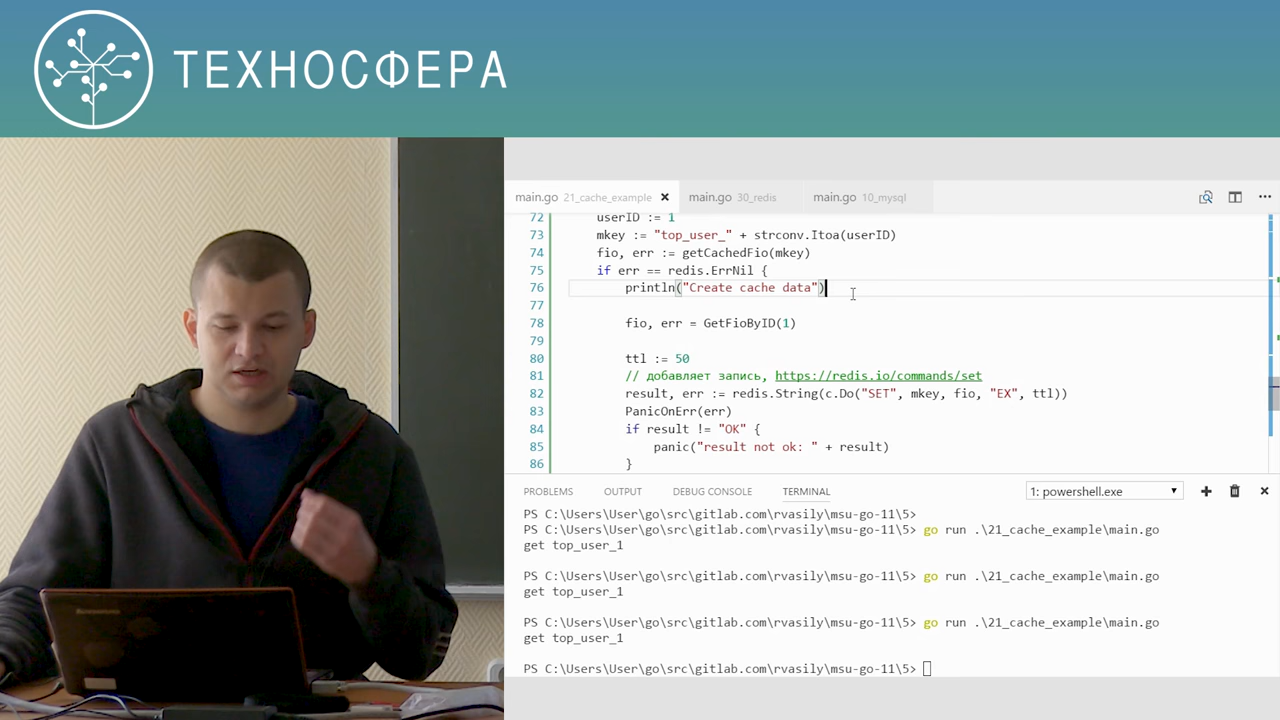 ТЕХНОСФЕРА
main.go 21_cache_example
main.go 30_redis
main.go 10_mysql
72 userID := 1
73 mkey := "top_user_" + strconv.Itoa(userID)
74 fio, err := getCachedFio(mkey)
75 if err == redis.ErrNil {
76 println("Create cache data")
77
78 fio, err = GetFioByID(1)
79
80 ttl := 50
81 // добавляет запись, https://redis.io/commands/set
82 result, err := redis.String(c.Do("SET", mkey, fio, "EX", ttl))
83 PanicOnErr(err)
84 if result != "OK" {
85 panic("result not ok: " + result)
86 }
PROBLEMS OUTPUT DEBUG CONSOLE TERMINAL 1: powershell.exe
PS C:\Users\User\go\src\gitlab.com\rvasily\msu-go-11\5>
PS C:\Users\User\go\src\gitlab.com\rvasily\msu-go-11\5> go run .\21_cache_example\main.go
get top_user_1
PS C:\Users\User\go\src\gitlab.com\rvasily\msu-go-11\5> go run .\21_cache_example\main.go
get top_user_1
PS C:\Users\User\go\src\gitlab.com\rvasily\msu-go-11\5> go run .\21_cache_example\main.go
get top_user_1
PS C:\Users\User\go\src\gitlab.com\rvasily\msu-go-11\5>